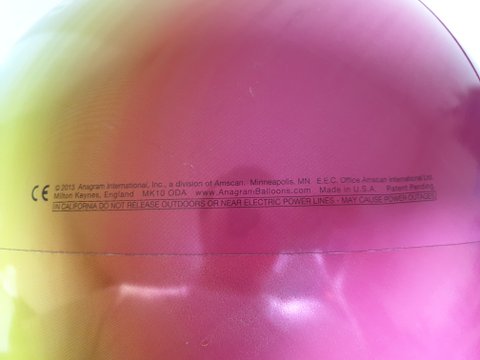 CE © 2013 Anagram International, Inc., a division of Amscan. Minneapolis, MN E.E.C. Office Amscan International Ltd.
Milton Keynes, England MK10 0DA www.AnagramBalloons.com Made in U.S.A. Patent Pending
IN CALIFORNIA DO NOT RELEASE OUTDOORS OR NEAR ELECTRIC POWER LINES - MAY CAUSE POWER OUTAGES